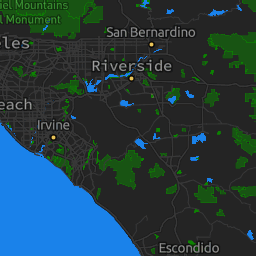 iel Mountains
l Monument
San Bernardino
les
Riverside
each
Irvine
Escondido